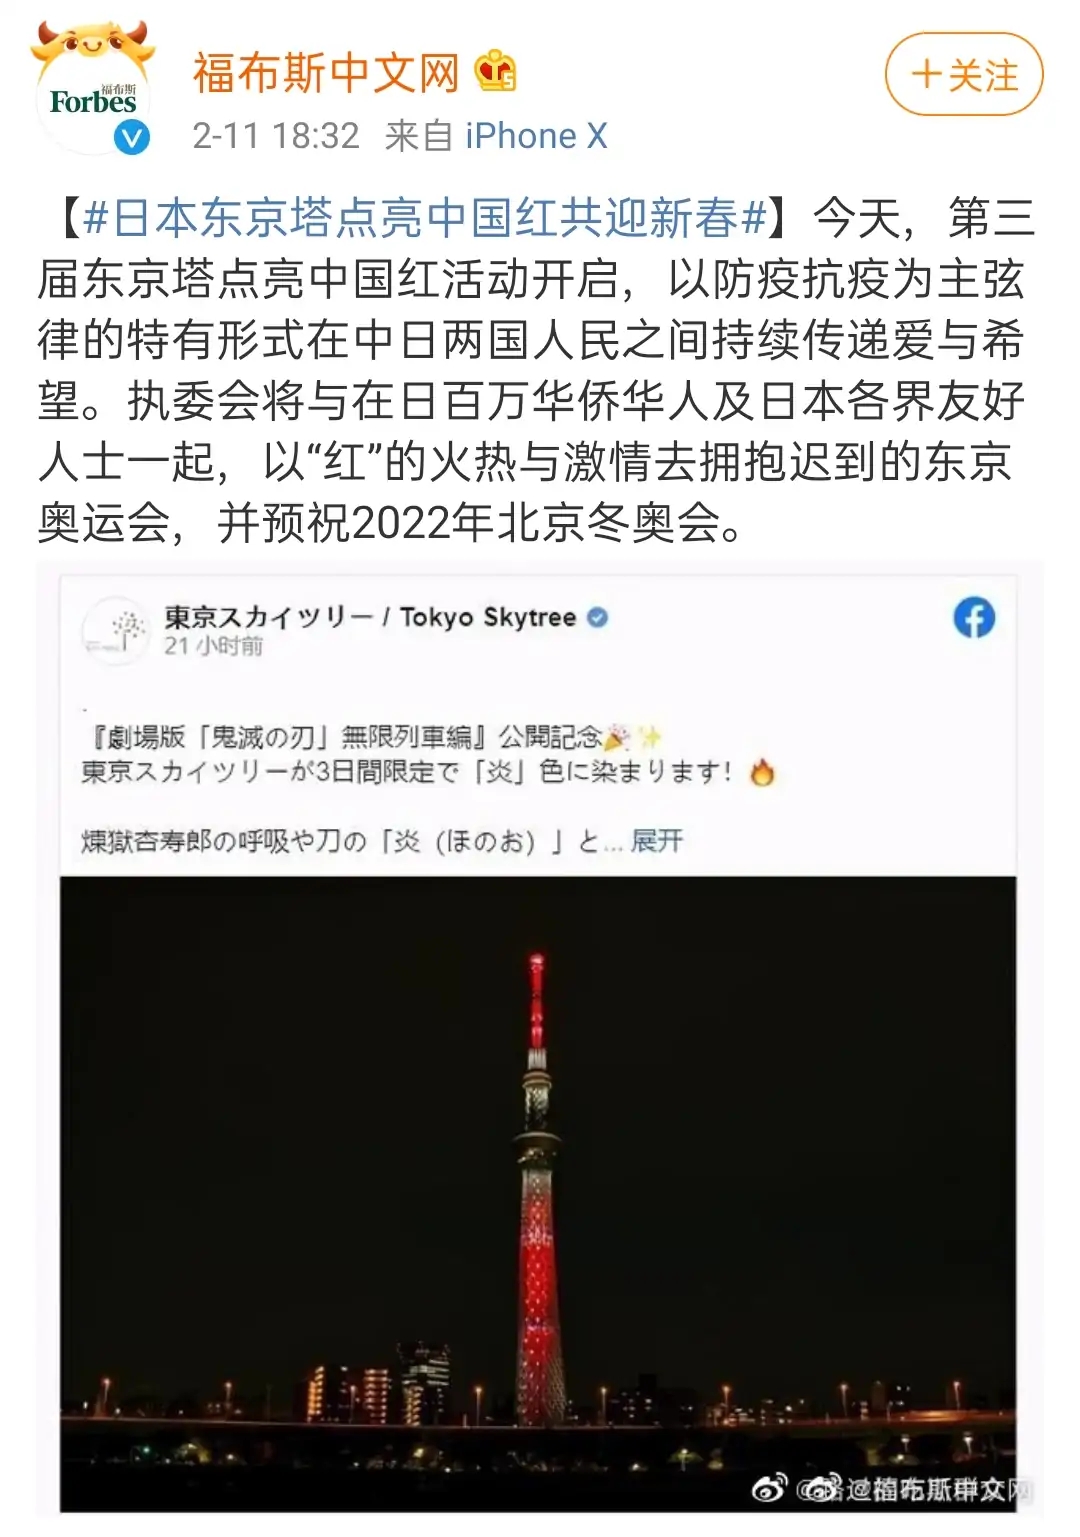 福布斯
Forbes
福布斯中文网
+关注
2-11 18:32 来自 iPhone X
【#日本东京塔点亮中国红共迎新春#】今天，第三
届东京塔点亮中国红活动开启，以防疫抗疫为主弦
律的特有形式在中日两国人民之间持续传递爱与希
望。执委会将与在日百万华侨华人及日本各界友好
人士一起，以“红”的火热与激情去拥抱迟到的东京
奥运会，并预祝2022年北京冬奥会。
東京スカイツリー / Tokyo Skytree
21 小时前
.
『劇場版「鬼滅の刃」無限列車編』公開記念🎉✨
東京スカイツリーが3日間限定で「炎」色に染まります！🔥
煉獄杏寿郎の呼吸や刀の「炎（ほのお）」と... 展开